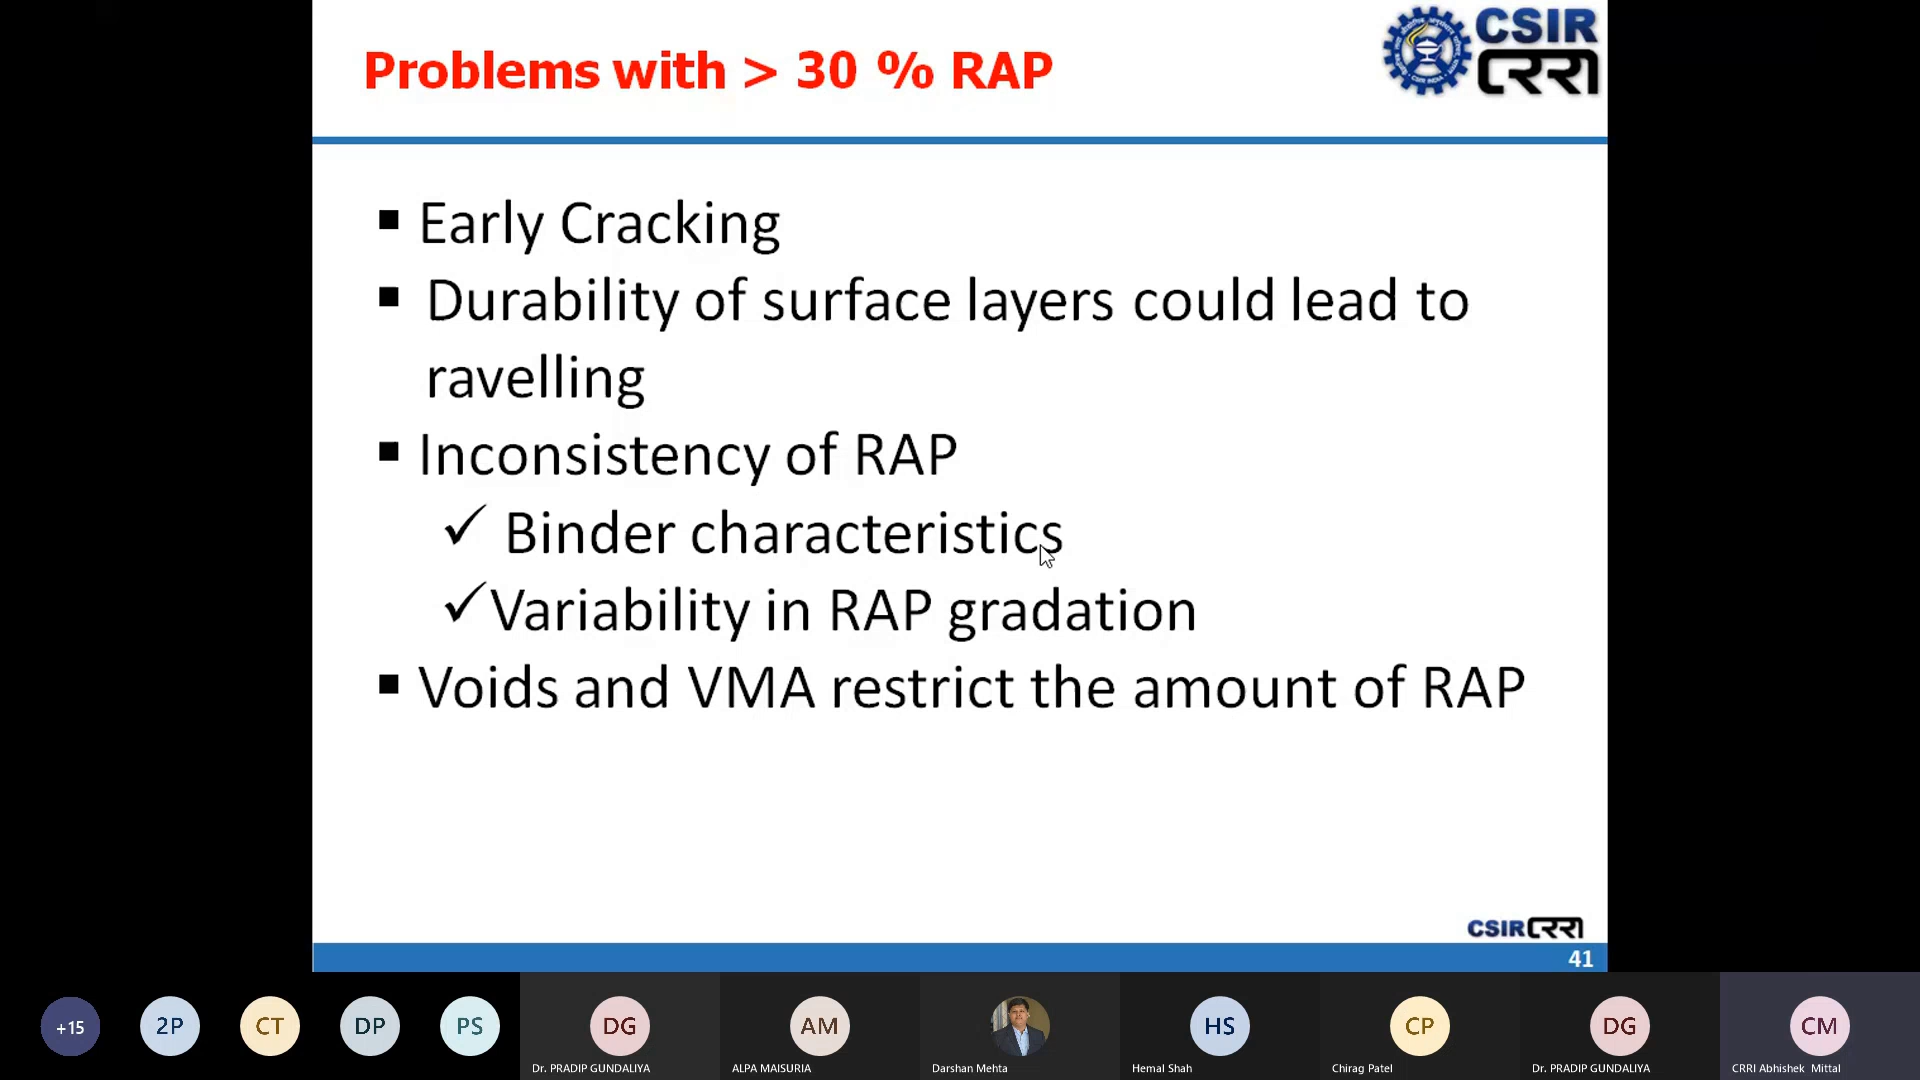 Problems with > 30 % RAP
CSIR
CRRI
▪ Early Cracking
▪ Durability of surface layers could lead to
ravelling
▪ Inconsistency of RAP
✓ Binder characteristics
✓ Variability in RAP gradation
▪ Voids and VMA restrict the amount of RAP
CSIR CRRI
41
+15
2P
CT
DP
PS
DG
AM
HS
CP
DG
CM
Dr. PRADIP GUNDALIYA
ALPA MAISURIA
Darshan Mehta
Hemal Shah
Chirag Patel
Dr. PRADIP GUNDALIYA
CRRI Abhishek Mittal